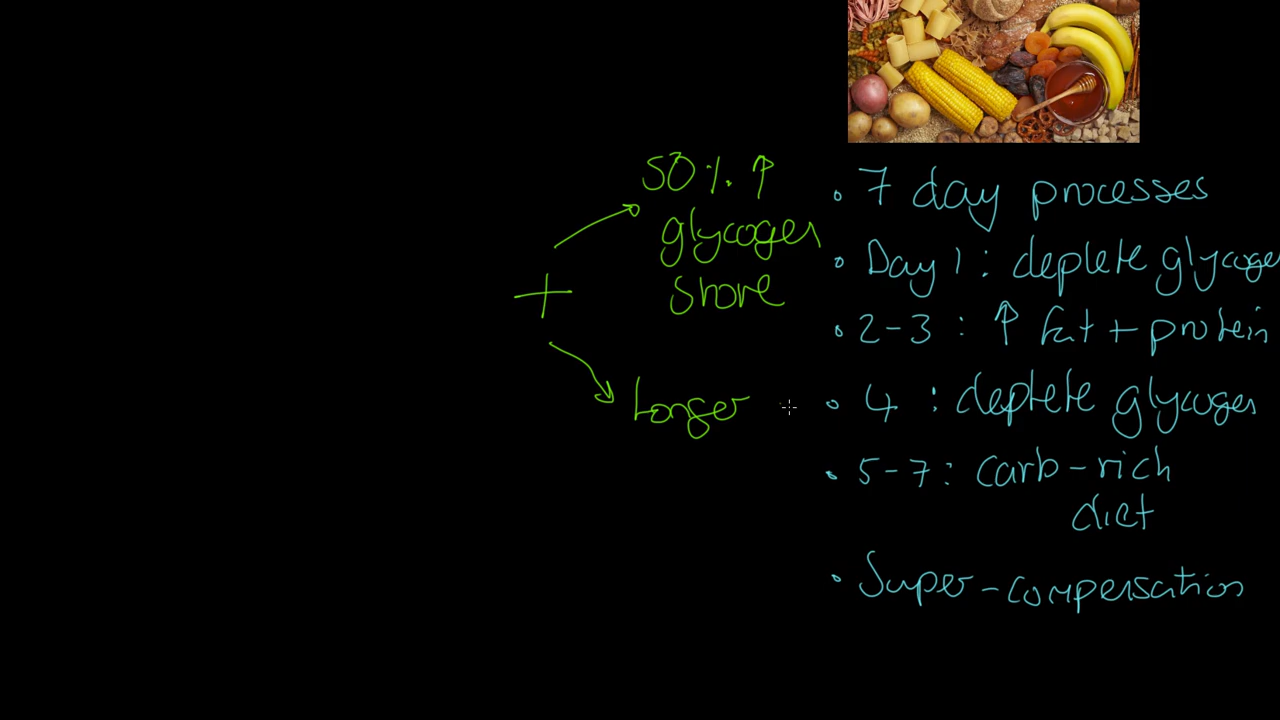 50% ↑
glycogen
store
+
Longer
• 7 day processes
• Day 1 : deplete glycogen
• 2-3 : ↑ fat + protein
• 4 : deplete glycogen
• 5-7 : carb-rich
diet
• Super-compensation